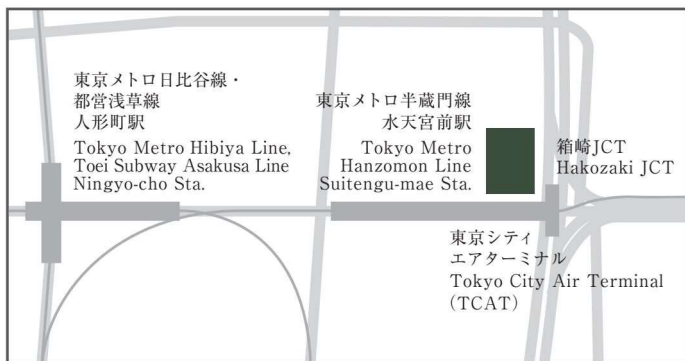 東京メトロ日比谷線・
都営浅草線
人形町駅
Tokyo Metro Hibiya Line,
Toei Subway Asakusa Line
Ningyo-cho Sta.
東京メトロ半蔵門線
水天宮前駅
Tokyo Metro
Hanzomon Line
Suitengu-mae Sta.
箱崎JCT
Hakozaki JCT
東京シティ
エアターミナル
Tokyo City Air Terminal
(TCAT)